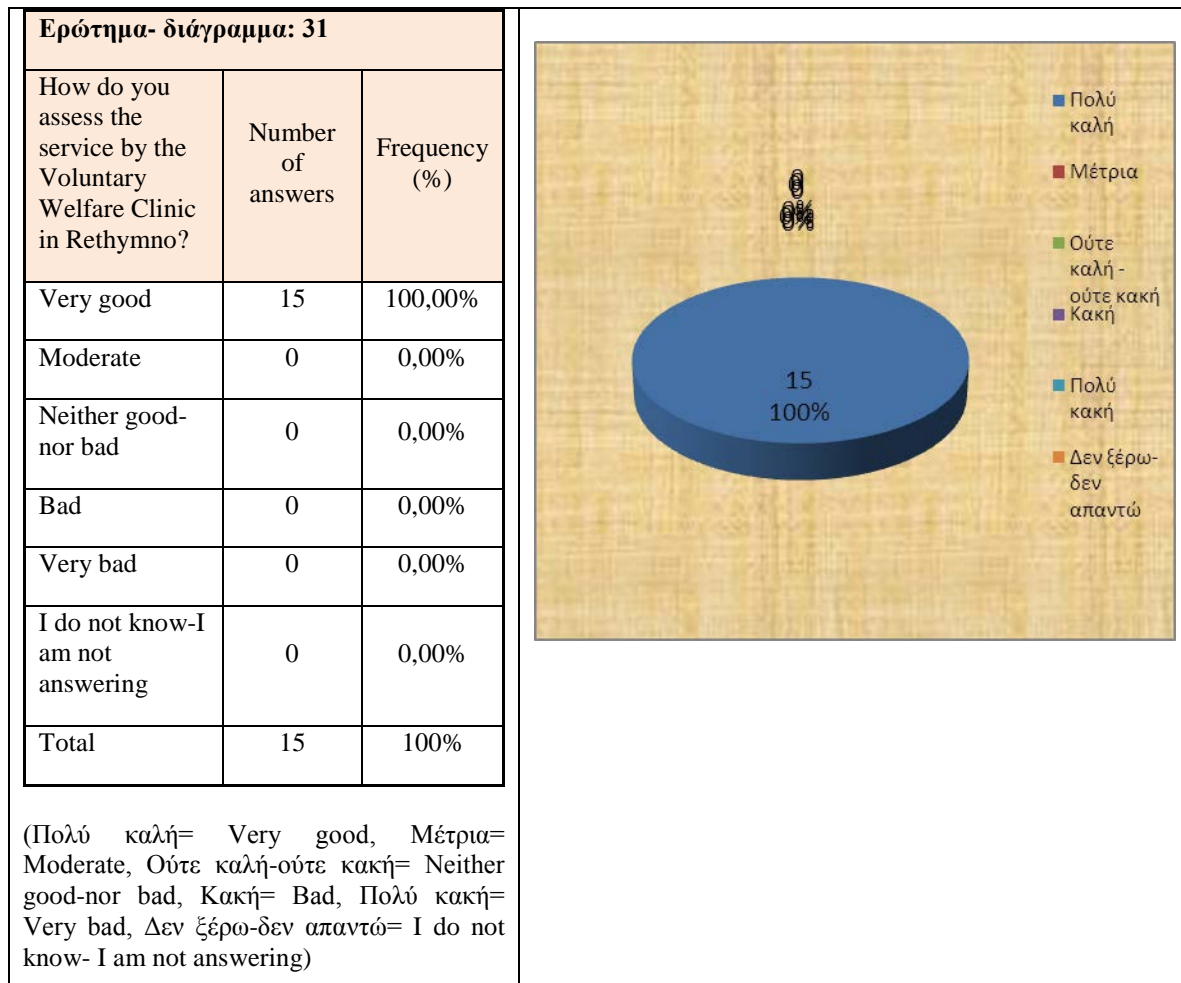 Ερώτημα- διάγραμμα: 31
How do you
assess the
service by the
Voluntary
Welfare Clinic
in Rethymno?
Number
of
answers
Frequency
(%)
Very good 15 100,00%
Moderate 0 0,00%
Neither good-
nor bad
0 0,00%
Bad 0 0,00%
Very bad 0 0,00%
I do not know-I
am not
answering
0 0,00%
Total 15 100%
(Πολύ καλή= Very good, Μέτρια=
Moderate, Ούτε καλή-ούτε κακή= Neither
good-nor bad, Κακή= Bad, Πολύ κακή=
Very bad, Δεν ξέρω-δεν απαντώ= I do not
know- I am not answering)
15
100%
Πολύ
καλή
Μέτρια
Ούτε
καλή -
ούτε κακή
Κακή
Πολύ
κακή
Δεν ξέρω-
δεν
απαντώ